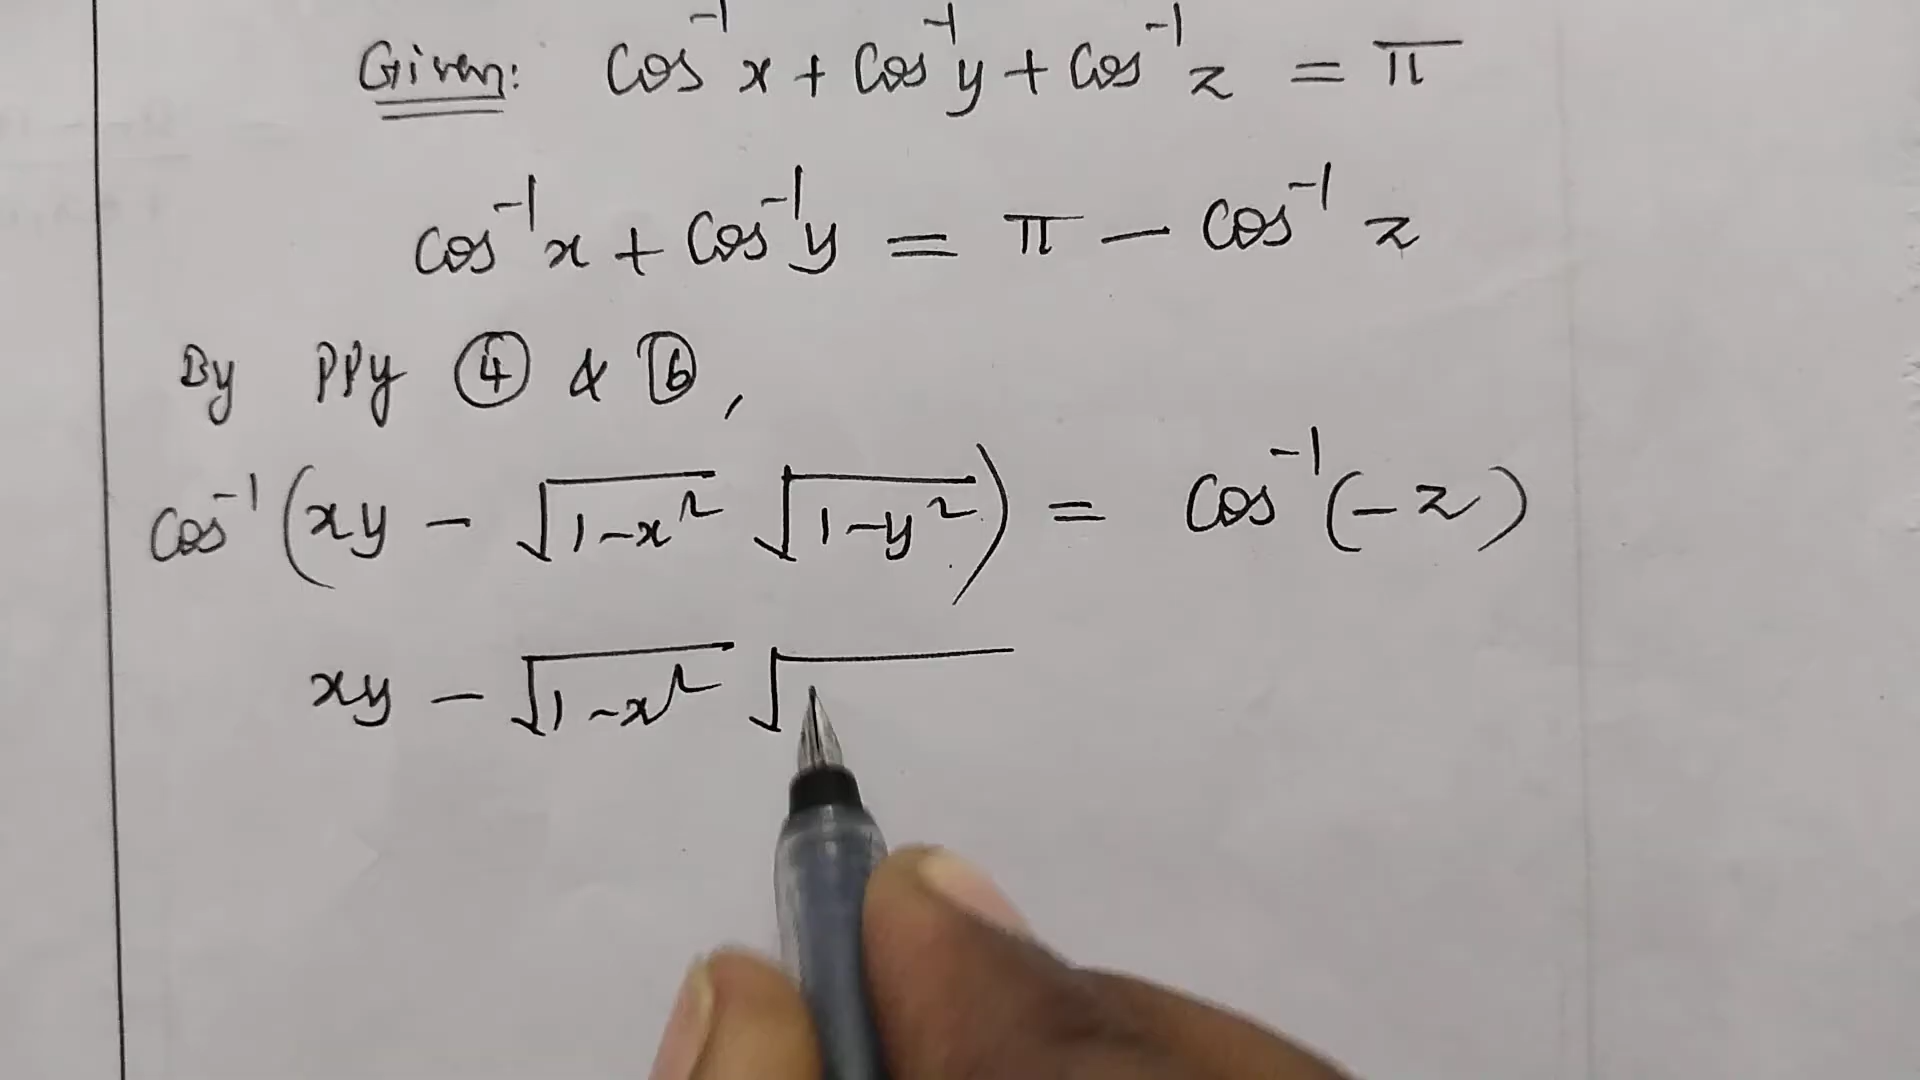 Given: cos⁻¹x + cos⁻¹y + cos⁻¹z = π
cos⁻¹x + cos⁻¹y = π − cos⁻¹ z
By PPy ④ & ⑥,
cos⁻¹(xy − √(1−x²) √(1−y²)) = cos⁻¹(−z)
xy − √(1−x²) √